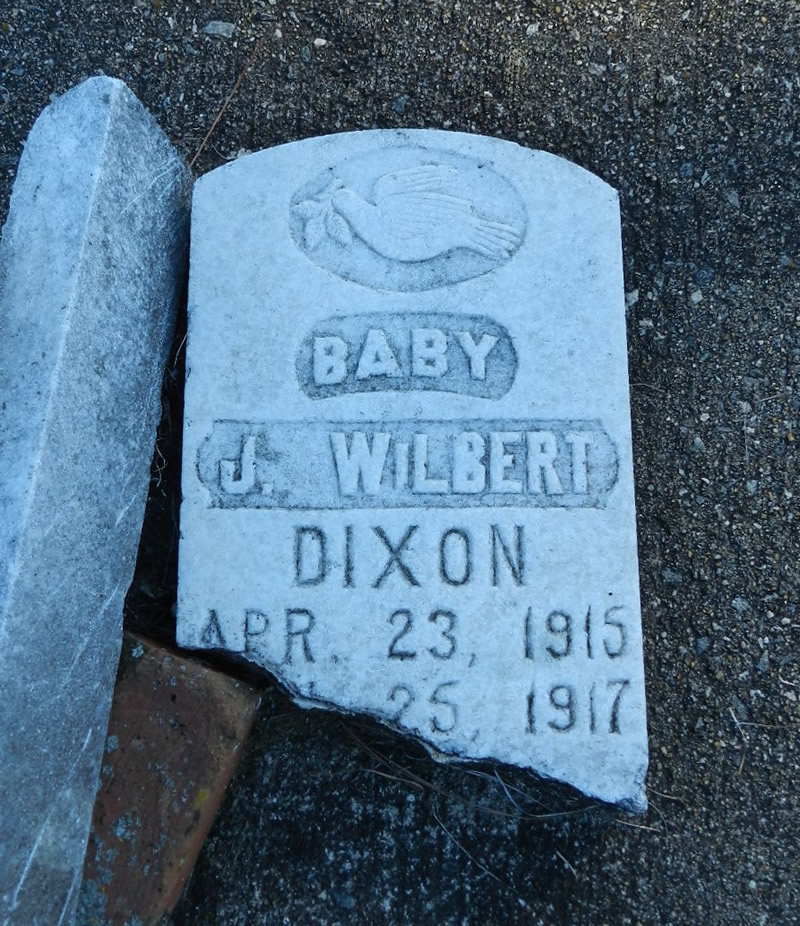 BABY
J. WILBERT
DIXON
APR. 23, 1915
25, 1917